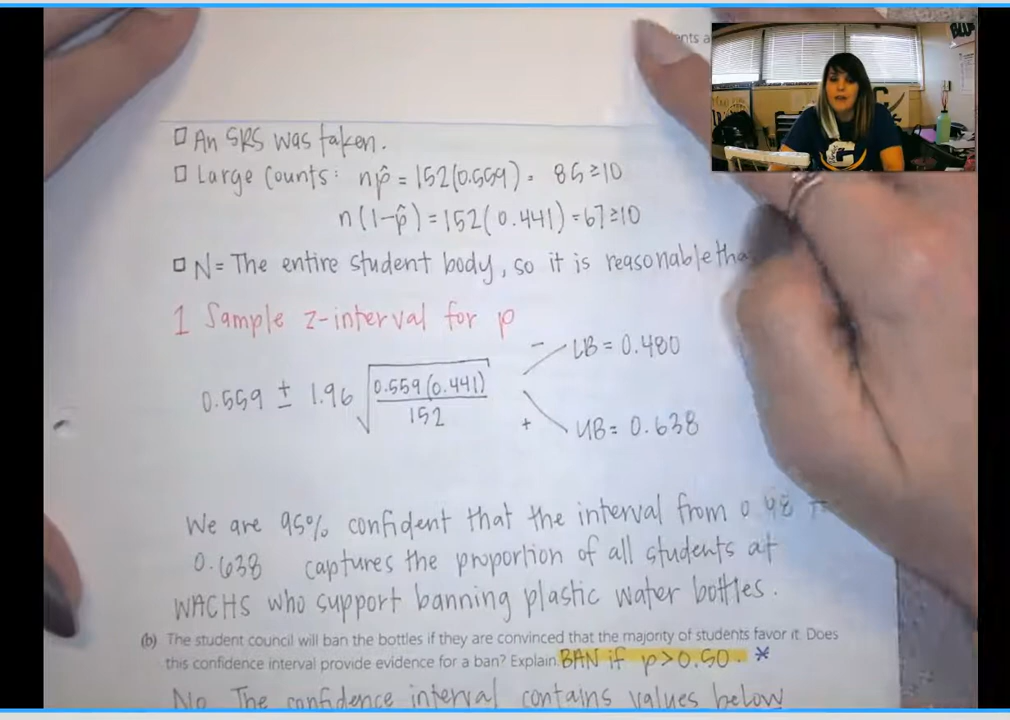 ents a
□ An SRS was taken.
□ Large Counts: np̂ = 152(0.559) = 85 ≥ 10
n(1-p̂) = 152(0.441) = 67 ≥ 10
□ N = The entire student body, so it is reasonable tha
1 Sample z-interval for p
0.559 ± 1.96 √(0.559(0.441)/152)
- LB = 0.480
+ UB = 0.638
We are 95% confident that the interval from 0.48
0.638 captures the proportion of all students at
WACHS who support banning plastic water bottles.
(b) The student council will ban the bottles if they are convinced that the majority of students favor it. Does
this confidence interval provide evidence for a ban? Explain. BAN if p > 0.50. *
No. The confidence interval contains values below